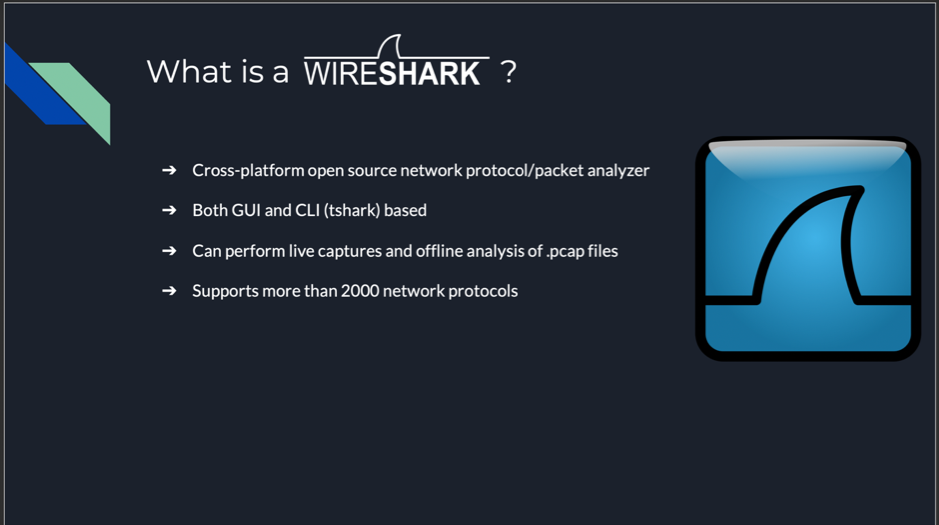 What is a WIRESHARK ?
➔ Cross-platform open source network protocol/packet analyzer
➔ Both GUI and CLI (tshark) based
➔ Can perform live captures and offline analysis of .pcap files
➔ Supports more than 2000 network protocols